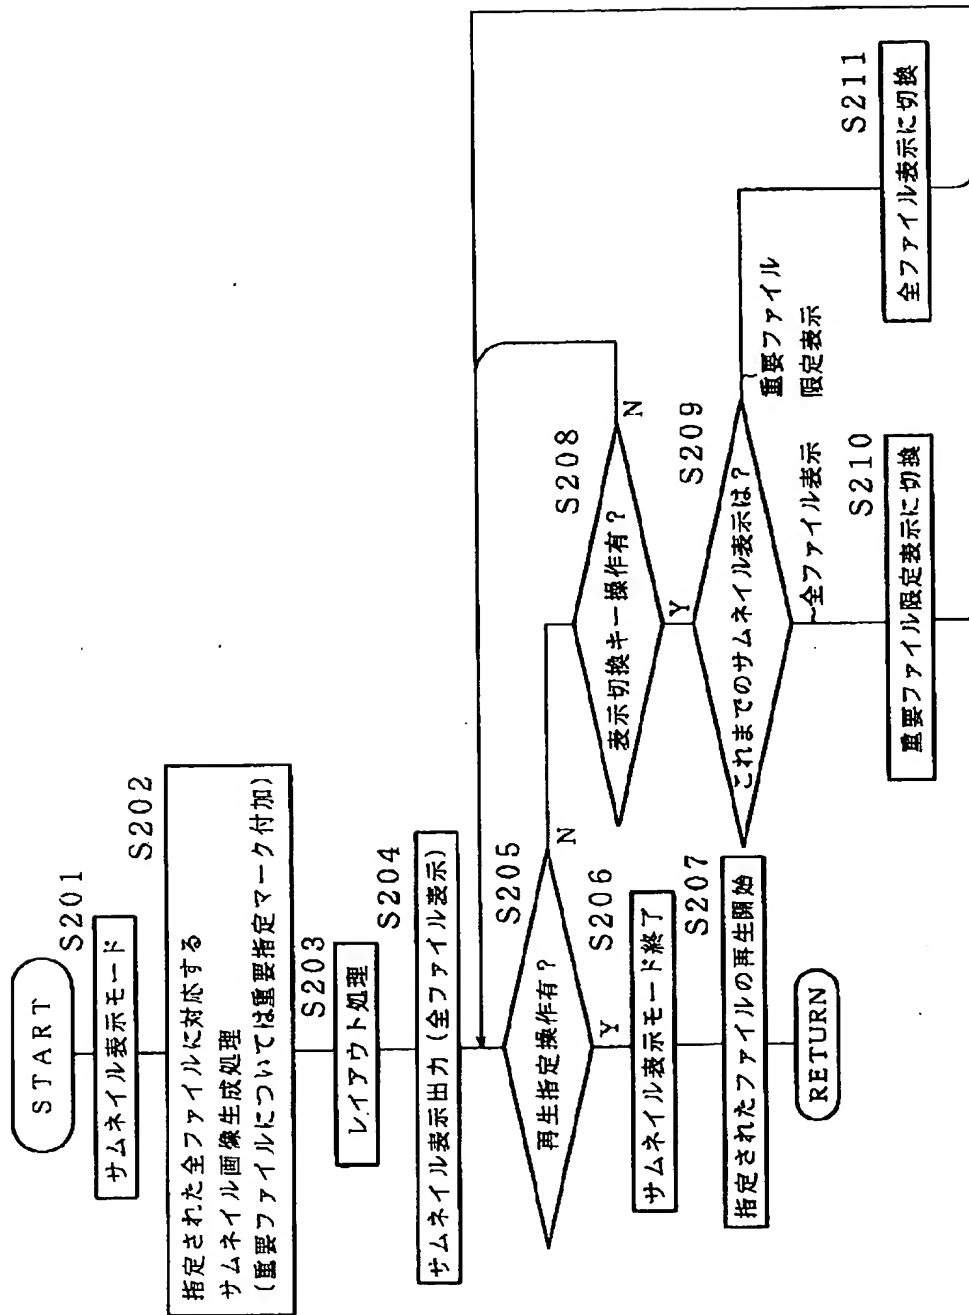 START
S201
サムネイル表示モード
S202
指定された全ファイルに対応する
サムネイル画像生成処理
(重要ファイルについては重要指定マーク付加)
S203
レイアウト処理
S204
サムネイル表示出力 (全ファイル表示)
S205
再生指定操作有?
N
Y
S206
サムネイル表示モード終了
S207
指定されたファイルの再生開始
RETURN
S208
表示切換キー操作有?
N
Y
S209
これまでのサムネイル表示は?
重要ファイル
限定表示
全ファイル表示
S210
重要ファイル限定表示に切換
S211
全ファイル表示に切換